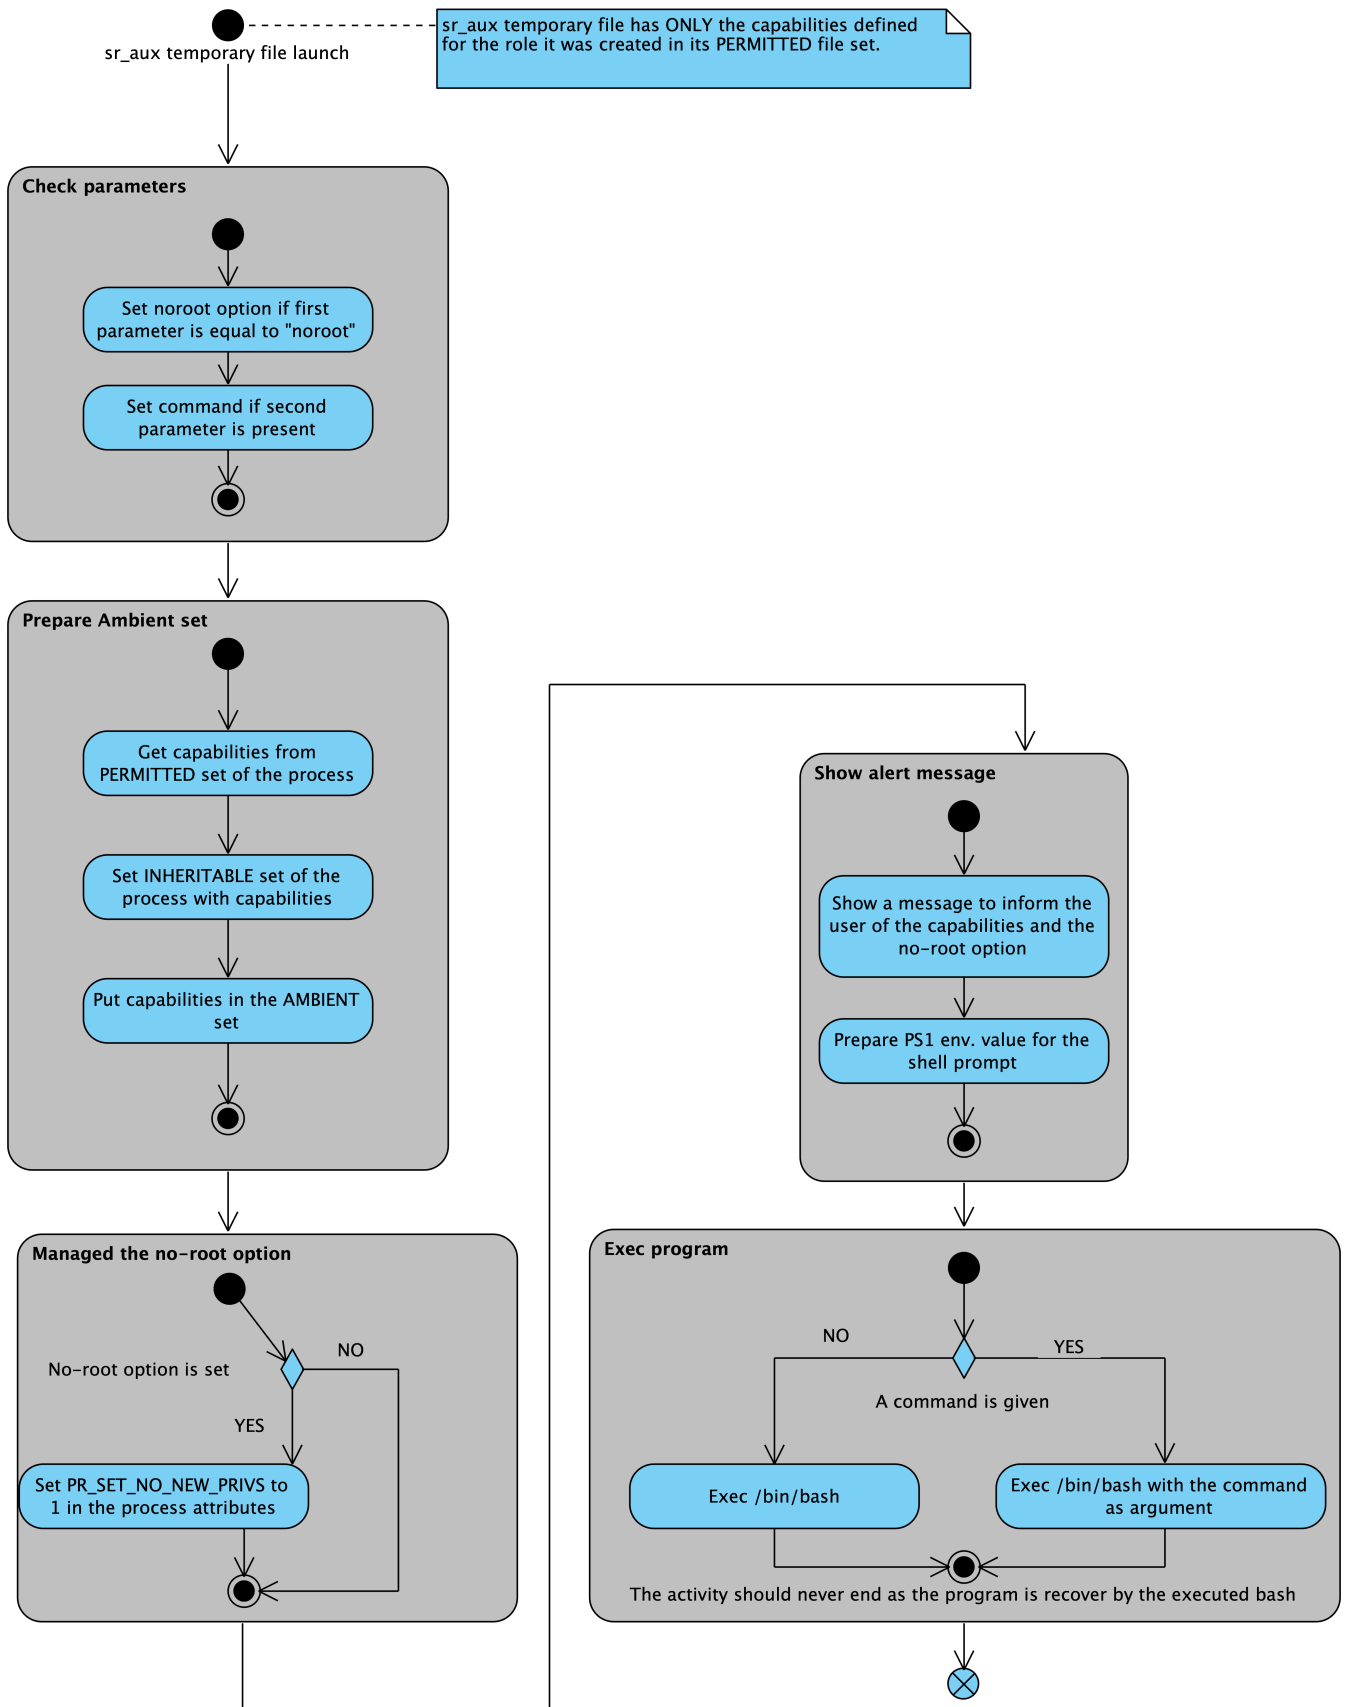 sr_aux temporary file launch
sr_aux temporary file has ONLY the capabilities defined
for the role it was created in its PERMITTED file set.
Check parameters
Set noroot option if first
parameter is equal to "noroot"
Set command if second
parameter is present
Prepare Ambient set
Get capabilities from
PERMITTED set of the process
Set INHERITABLE set of the
process with capabilities
Put capabilities in the AMBIENT
set
Managed the no-root option
No-root option is set
NO
YES
Set PR_SET_NO_NEW_PRIVS to
1 in the process attributes
Show alert message
Show a message to inform the
user of the capabilities and the
no-root option
Prepare PS1 env. value for the
shell prompt
Exec program
NO
YES
A command is given
Exec /bin/bash
Exec /bin/bash with the command
as argument
The activity should never end as the program is recover by the executed bash